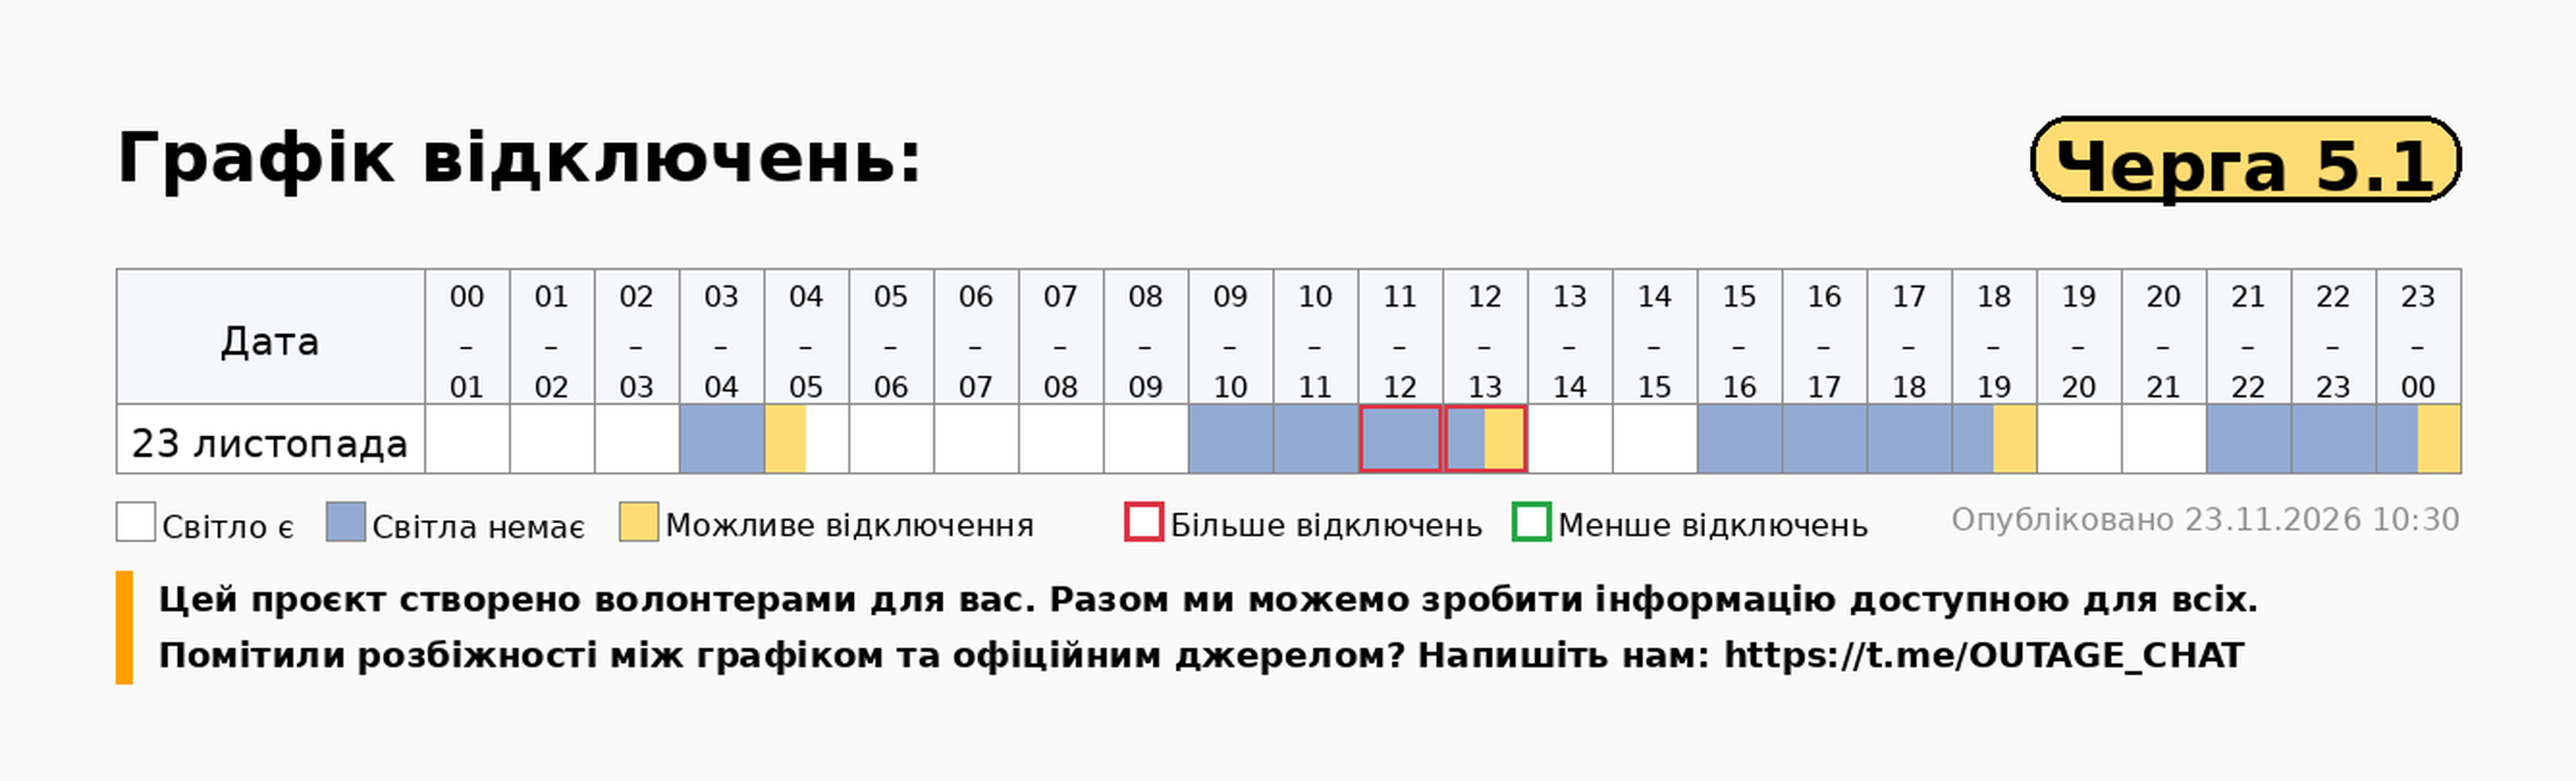 Графік відключень:
Черга 5.1
Дата
00 – 01
01 – 02
02 – 03
03 – 04
04 – 05
05 – 06
06 – 07
07 – 08
08 – 09
09 – 10
10 – 11
11 – 12
12 – 13
13 – 14
14 – 15
15 – 16
16 – 17
17 – 18
18 – 19
19 – 20
20 – 21
21 – 22
22 – 23
23 – 00
23 листопада
Світло є
Світла немає
Можливе відключення
Більше відключень
Менше відключень
Опубліковано 23.11.2026 10:30
Цей проєкт створено волонтерами для вас. Разом ми можемо зробити інформацію доступною для всіх.
Помітили розбіжності між графіком та офіційним джерелом? Напишіть нам: https://t.me/OUTAGE_CHAT